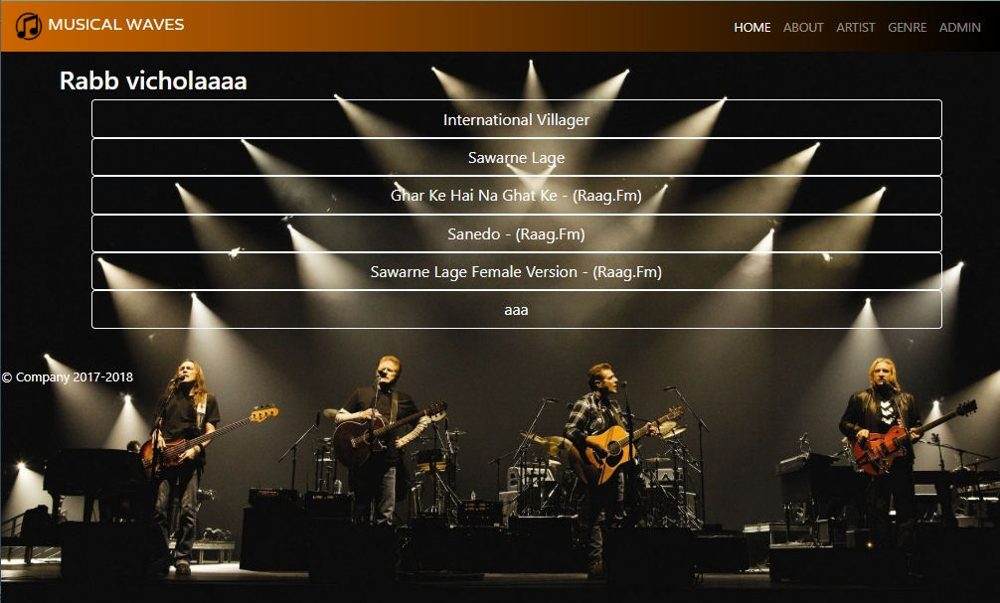 MUSICAL WAVES
HOME ABOUT ARTIST GENRE ADMIN
Rabb vicholaaaa
International Villager
Sawarne Lage
Ghar Ke Hai Na Ghat Ke - (Raag.Fm)
Sanedo - (Raag.Fm)
Sawarne Lage Female Version - (Raag.Fm)
aaa
© Company 2017-2018